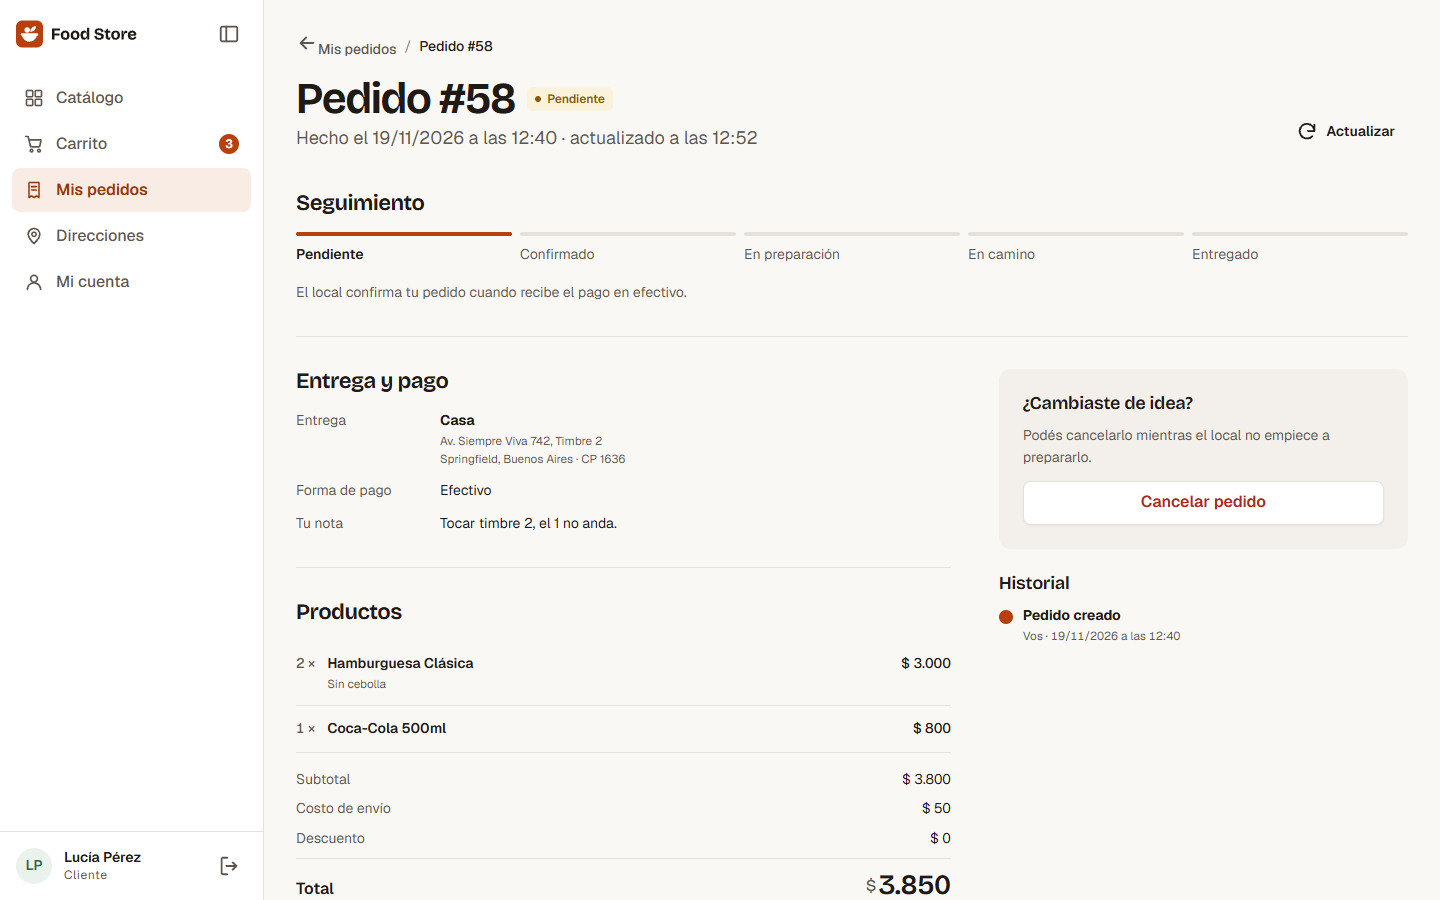 Food Store
Catálogo
Carrito 3
Mis pedidos
Direcciones
Mi cuenta
LP
Lucía Pérez
Cliente
Mis pedidos / Pedido #58
Pedido #58 Pendiente
Hecho el 19/11/2026 a las 12:40 · actualizado a las 12:52
Actualizar
Seguimiento
Pendiente Confirmado En preparación En camino Entregado
El local confirma tu pedido cuando recibe el pago en efectivo.
Entrega y pago
Entrega Casa
Av. Siempre Viva 742, Timbre 2
Springfield, Buenos Aires · CP 1636
Forma de pago Efectivo
Tu nota Tocar timbre 2, el 1 no anda.
Productos
2 × Hamburguesa Clásica $ 3.000
Sin cebolla
1 × Coca-Cola 500ml $ 800
Subtotal $ 3.800
Costo de envío $ 50
Descuento $ 0
Total $ 3.850
¿Cambiaste de idea?
Podés cancelarlo mientras el local no empiece a
prepararlo.
Cancelar pedido
Historial
Pedido creado
Vos · 19/11/2026 a las 12:40